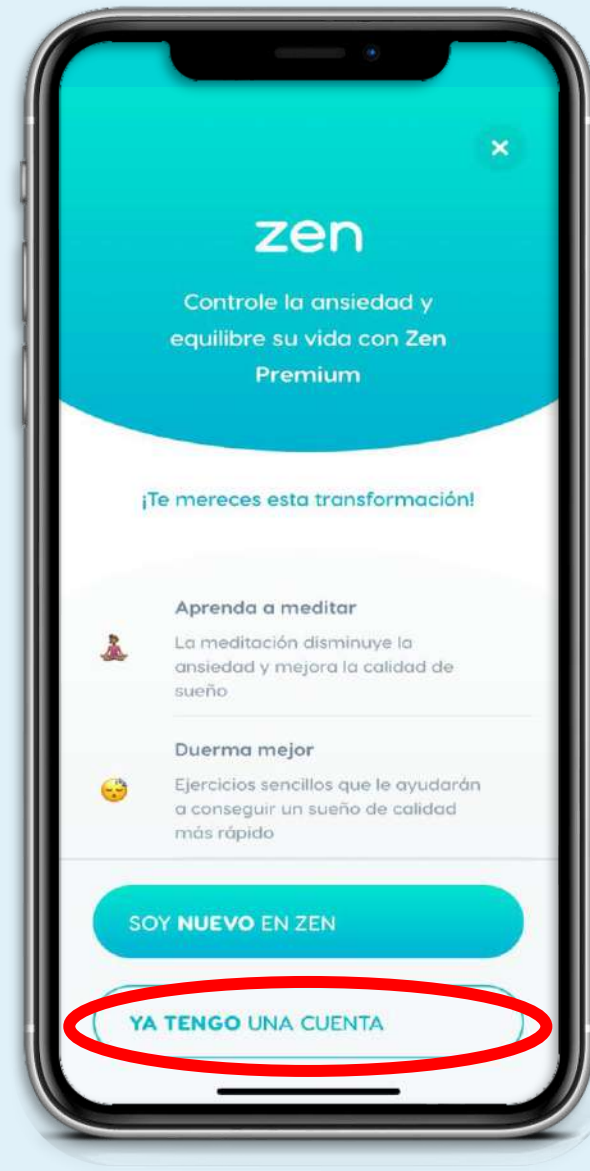 zen
Controle la ansiedad y
equilibre su vida con Zen
Premium
¡Te mereces esta transformación!
Aprenda a meditar
La meditación disminuye la
ansiedad y mejora la calidad de
sueño
Duerma mejor
Ejercicios sencillos que le ayudarán
a conseguir un sueño de calidad
más rápido
SOY NUEVO EN ZEN
YA TENGO UNA CUENTA